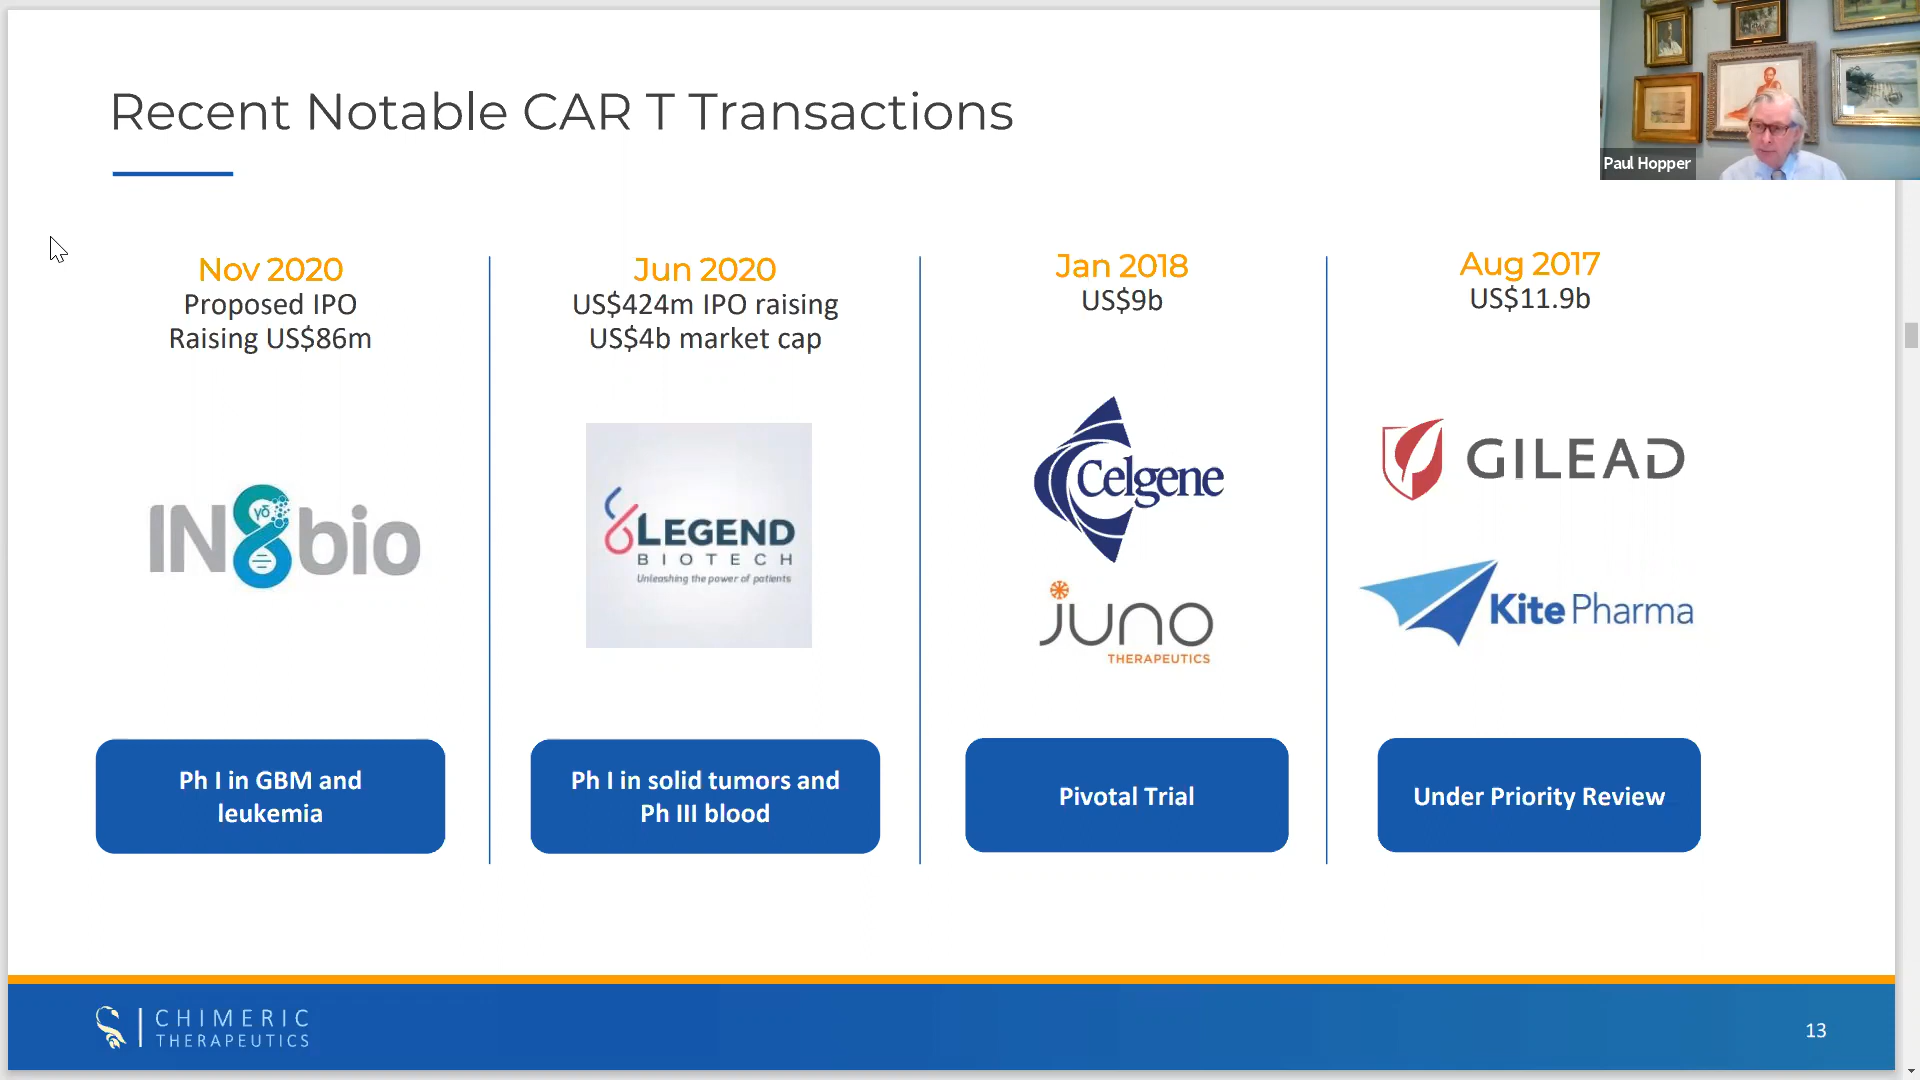 Recent Notable CAR T Transactions
Paul Hopper
Nov 2020
Proposed IPO
Raising US$86m
Jun 2020
US$424m IPO raising
US$4b market cap
Jan 2018
US$9b
Aug 2017
US$11.9b
IN8bio
γδ
LEGEND
BIOTECH
Unleashing the power of patients
Celgene
juno
THERAPEUTICS
GILEAD
Kite Pharma
Ph I in GBM and
leukemia
Ph I in solid tumors and
Ph III blood
Pivotal Trial
Under Priority Review
CHIMERIC
THERAPEUTICS
13